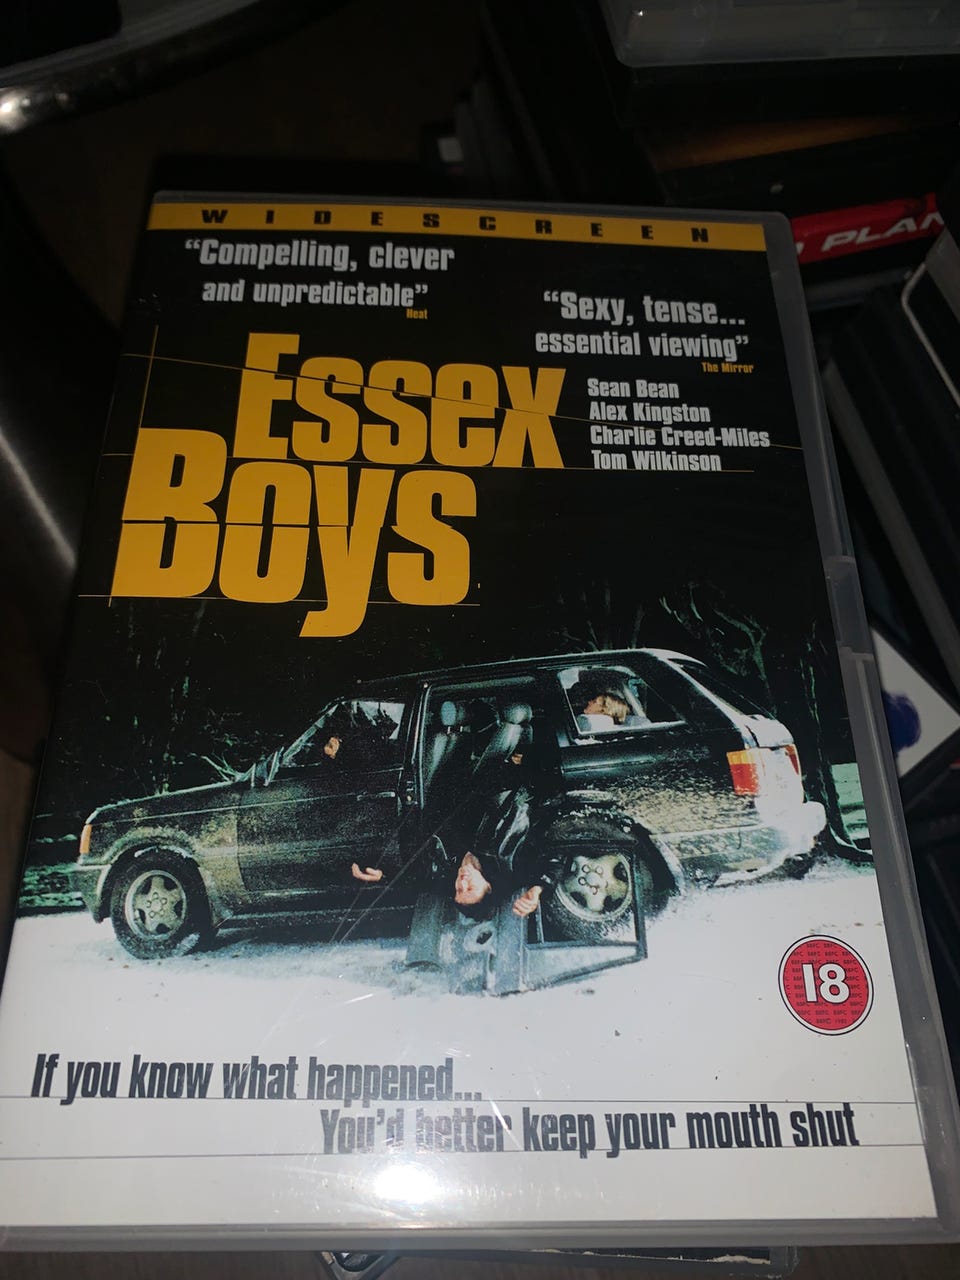 WIDESCREEN
“Compelling, clever
and unpredictable”
Heat
“Sexy, tense...
essential viewing”
The Mirror
Essex
Boys
Sean Bean
Alex Kingston
Charlie Creed-Miles
Tom Wilkinson
18
If you know what happened...
You'd better keep your mouth shut
PLAN